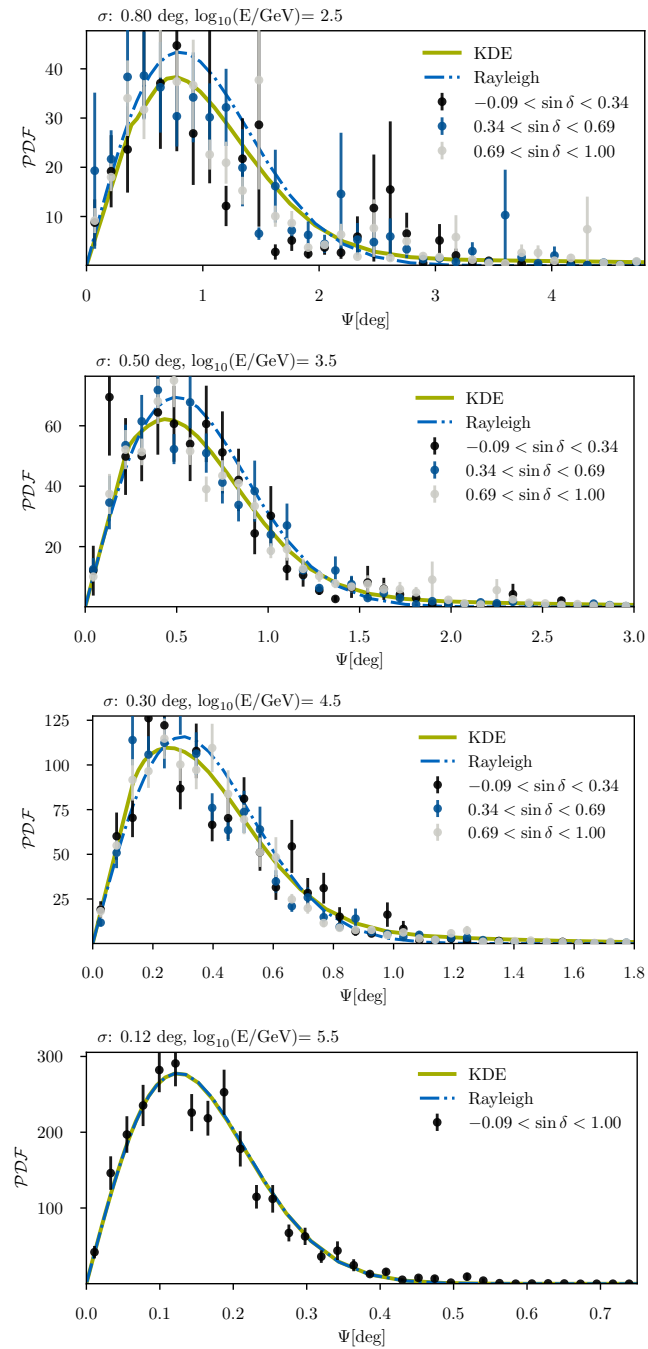 σ: 0.80 deg, log₁₀(E/GeV)= 2.5
40
30
20
10
PDF
KDE
Rayleigh
−0.09 < sin δ < 0.34
0.34 < sin δ < 0.69
0.69 < sin δ < 1.00
0 1 2 3 4
Ψ[deg]
σ: 0.50 deg, log₁₀(E/GeV)= 3.5
60
40
20
PDF
KDE
Rayleigh
−0.09 < sin δ < 0.34
0.34 < sin δ < 0.69
0.69 < sin δ < 1.00
0.0 0.5 1.0 1.5 2.0 2.5 3.0
Ψ[deg]
σ: 0.30 deg, log₁₀(E/GeV)= 4.5
125
100
75
50
25
PDF
KDE
Rayleigh
−0.09 < sin δ < 0.34
0.34 < sin δ < 0.69
0.69 < sin δ < 1.00
0.0 0.2 0.4 0.6 0.8 1.0 1.2 1.4 1.6 1.8
Ψ[deg]
σ: 0.12 deg, log₁₀(E/GeV)= 5.5
300
200
100
PDF
KDE
Rayleigh
−0.09 < sin δ < 1.00
0.0 0.1 0.2 0.3 0.4 0.5 0.6 0.7
Ψ[deg]